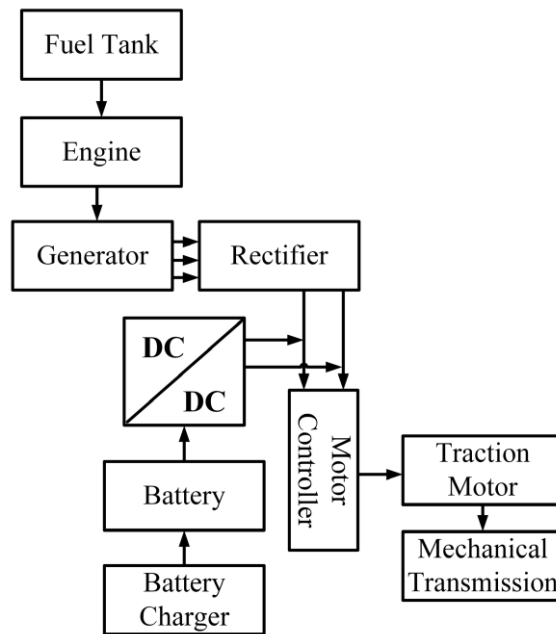 Fuel Tank
Engine
Generator
Rectifier
DC
DC
Motor
Controller
Traction
Motor
Battery
Mechanical
Transmission
Battery
Charger